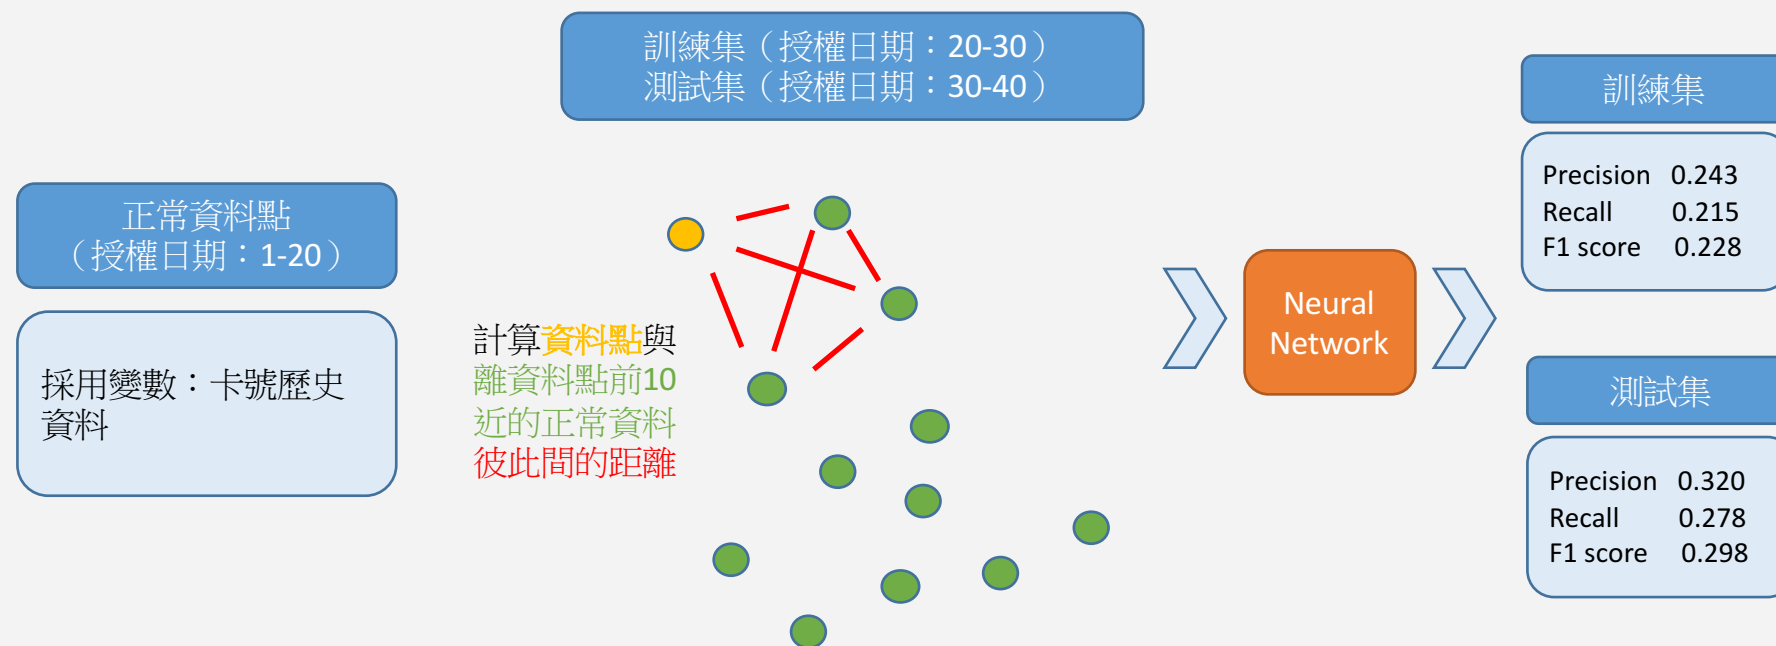 訓練集（授權日期：20-30）
測試集（授權日期：30-40）
正常資料點
（授權日期：1-20）
採用變數：卡號歷史
資料
計算資料點與
離資料點前10
近的正常資料
彼此間的距離
Neural
Network
訓練集
Precision 0.243
Recall 0.215
F1 score 0.228
測試集
Precision 0.320
Recall 0.278
F1 score 0.298